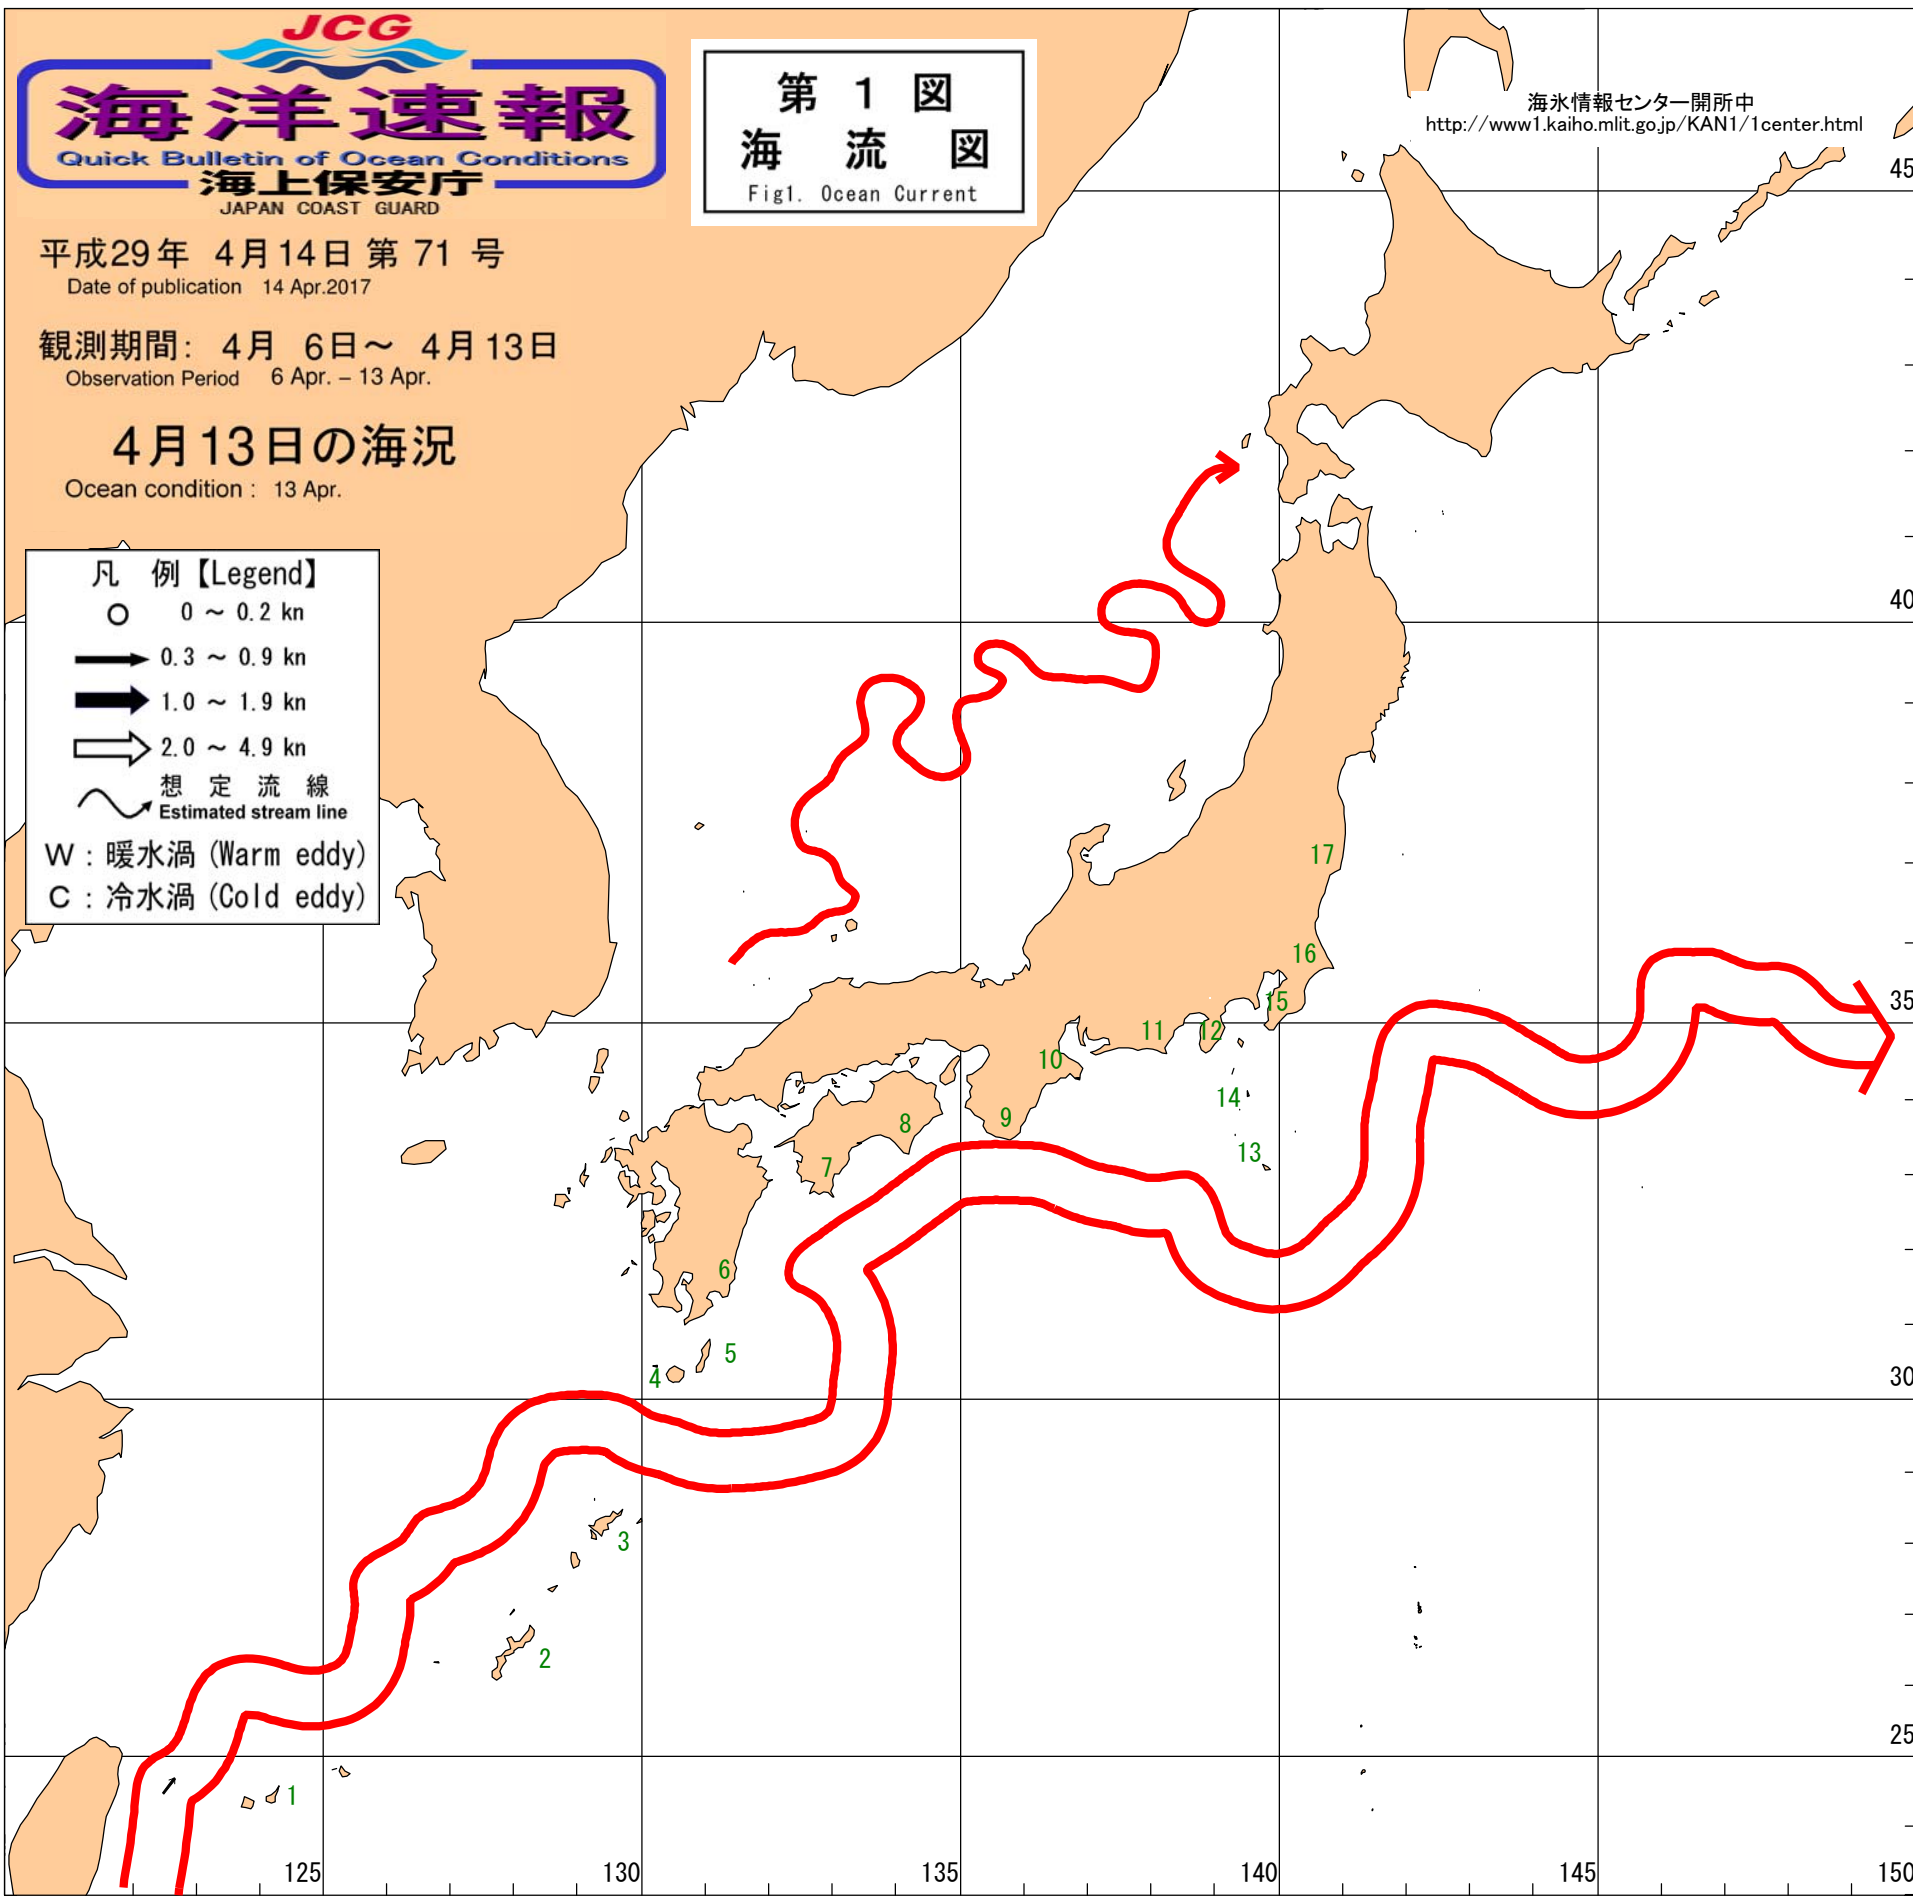 JCG
海洋速報
Quick Bulletin of Ocean Conditions
海上保安庁
JAPAN COAST GUARD
第 1 図
海 流 図
Fig1. Ocean Current
海氷情報センター開所中
http://www1.kaiho.mlit.go.jp/KAN1/1center.html
平成29年 4月14日 第 71 号
Date of publication 14 Apr.2017
観測期間: 4月 6日～ 4月13日
Observation Period 6 Apr. – 13 Apr.
4月13日の海況
Ocean condition : 13 Apr.
凡 例【Legend】
0 ～ 0.2 kn
0.3 ～ 0.9 kn
1.0 ～ 1.9 kn
2.0 ～ 4.9 kn
想 定 流 線
Estimated stream line
W : 暖水渦 (Warm eddy)
C : 冷水渦 (Cold eddy)
45
40
17
16
35
15
11
12
10
14
9
8
13
7
6
5
4
30
3
2
25
1
125
130
135
140
145
150